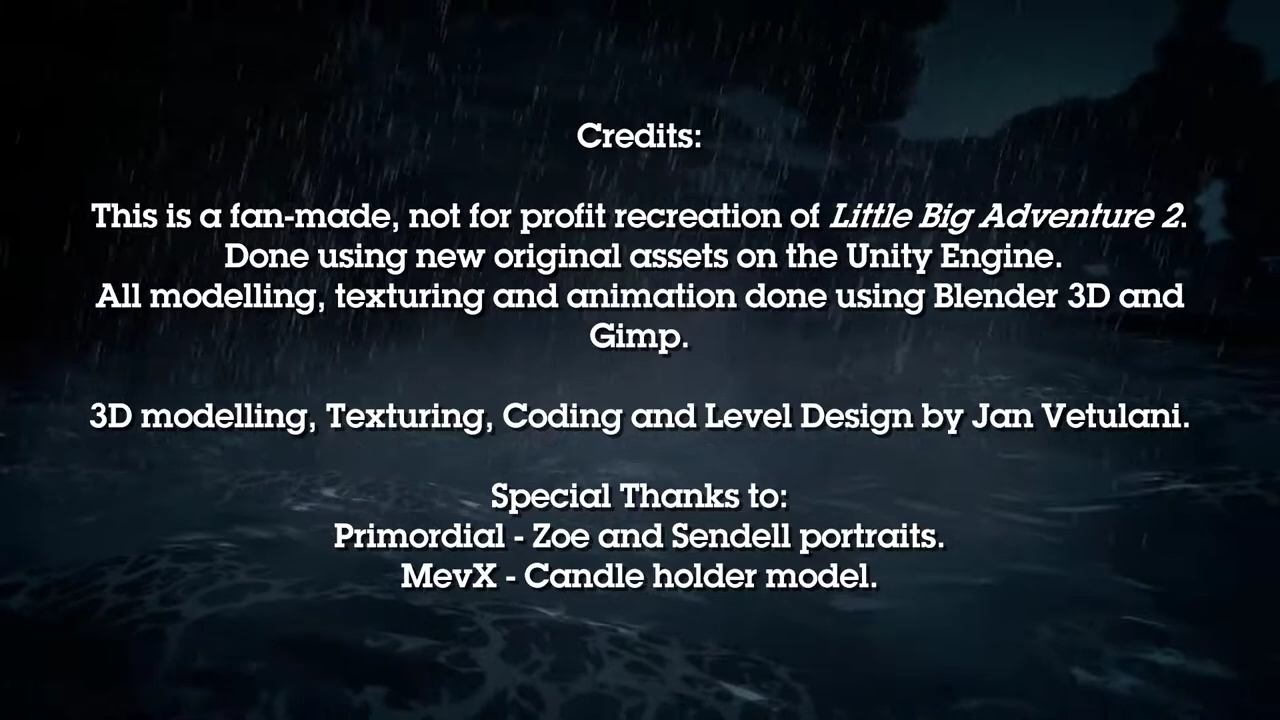 Credits:
This is a fan-made, not for profit recreation of Little Big Adventure 2.
Done using new original assets on the Unity Engine.
All modelling, texturing and animation done using Blender 3D and
Gimp.
3D modelling, Texturing, Coding and Level Design by Jan Vetulani.
Special Thanks to:
Primordial - Zoe and Sendell portraits.
MevX - Candle holder model.